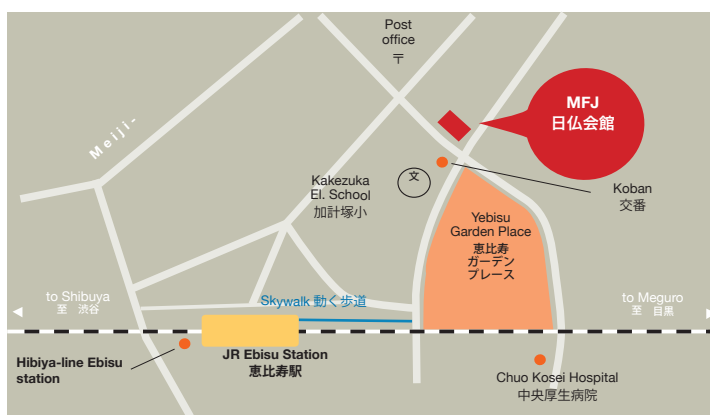 Post
office
〒
MFJ
日仏会館
Meiji-
文
Kakezuka
El. School
加計塚小
Koban
交番
Yebisu
Garden Place
恵比寿
ガーデン
プレース
to Shibuya
至 渋谷
Skywalk 動く歩道
to Meguro
至 目黒
Hibiya-line Ebisu
station
JR Ebisu Station
恵比寿駅
Chuo Kosei Hospital
中央厚生病院